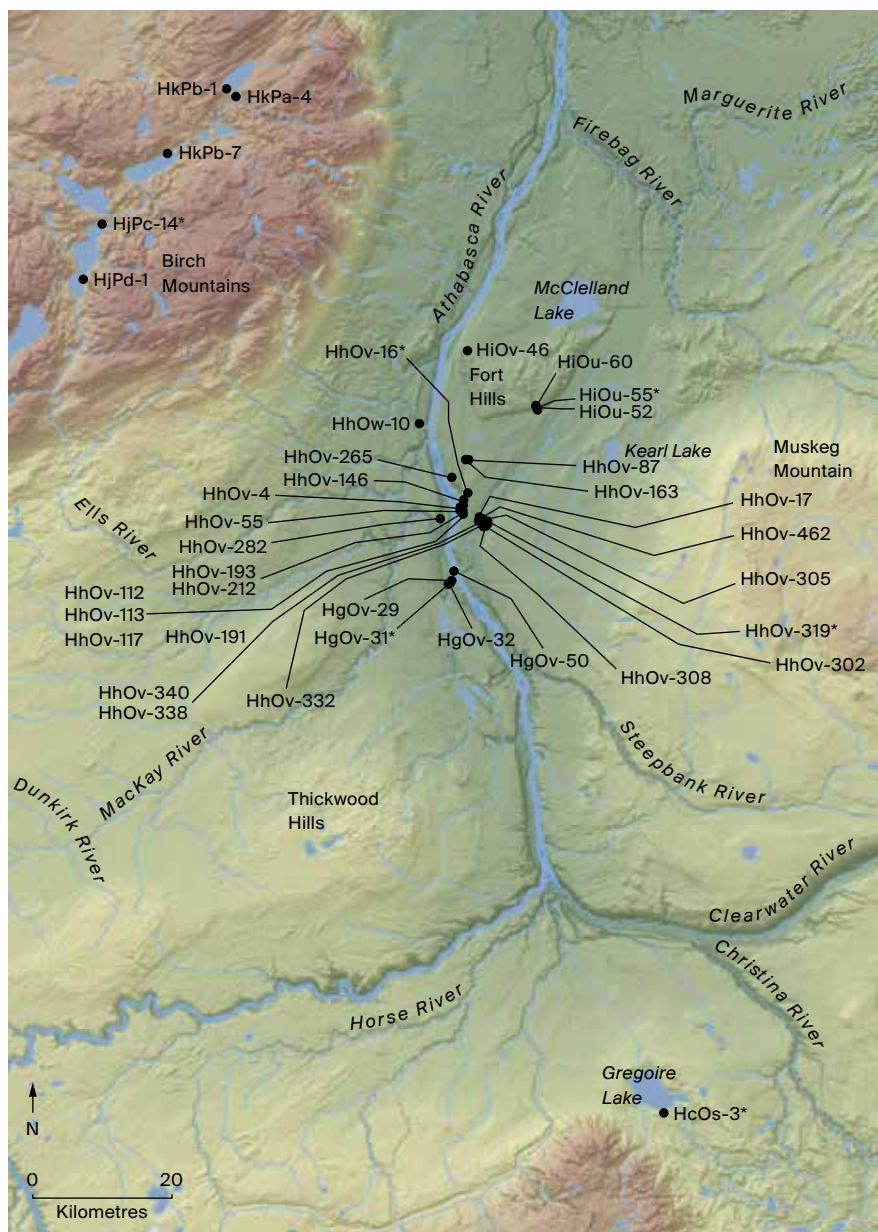 HkPb-1
HkPa-4
Marguerite River
Firebag River
HkPb-7
Athabasca River
HjPc-14*
Birch
Mountains
HjPd-1
McClelland
Lake
HhOv-16*
HiOv-46
Fort
Hills
HiOu-60
HiOu-55*
HiOu-52
HhOw-10
HhOv-265
HhOv-146
HhOv-4
HhOv-55
HhOv-282
HhOv-193
HhOv-212
Ells River
Kearl Lake
Muskeg
Mountain
HhOv-87
HhOv-163
HhOv-17
HhOv-462
HhOv-305
HhOv-319*
HhOv-302
HhOv-112
HhOv-113
HhOv-117
HhOv-191
HgOv-29
HgOv-31*
HgOv-32
HgOv-50
HhOv-308
HhOv-340
HhOv-338
HhOv-332
MacKay River
Dunkirk River
Thickwood
Hills
Steepbank River
Clearwater River
Christina River
Horse River
Gregoire
Lake
HcOs-3*
N
0 20
Kilometres